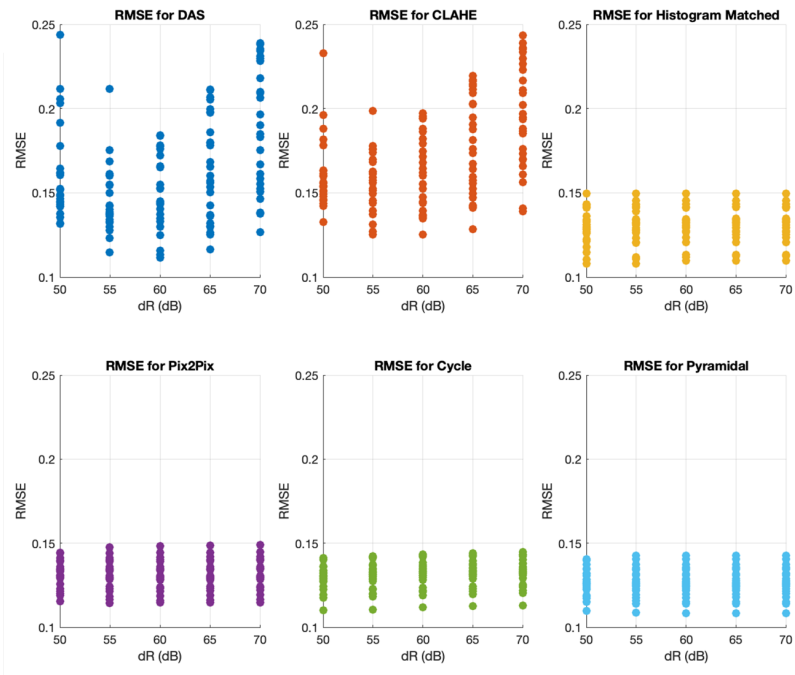 RMSE for DAS
0.25
0.2
0.15
0.1
RMSE
50 55 60 65 70
dR (dB)
RMSE for CLAHE
0.25
0.2
0.15
0.1
RMSE
50 55 60 65 70
dR (dB)
RMSE for Histogram Matched
0.25
0.2
0.15
0.1
RMSE
50 55 60 65 70
dR (dB)
RMSE for Pix2Pix
0.25
0.2
0.15
0.1
RMSE
50 55 60 65 70
dR (dB)
RMSE for Cycle
0.25
0.2
0.15
0.1
RMSE
50 55 60 65 70
dR (dB)
RMSE for Pyramidal
0.25
0.2
0.15
0.1
RMSE
50 55 60 65 70
dR (dB)